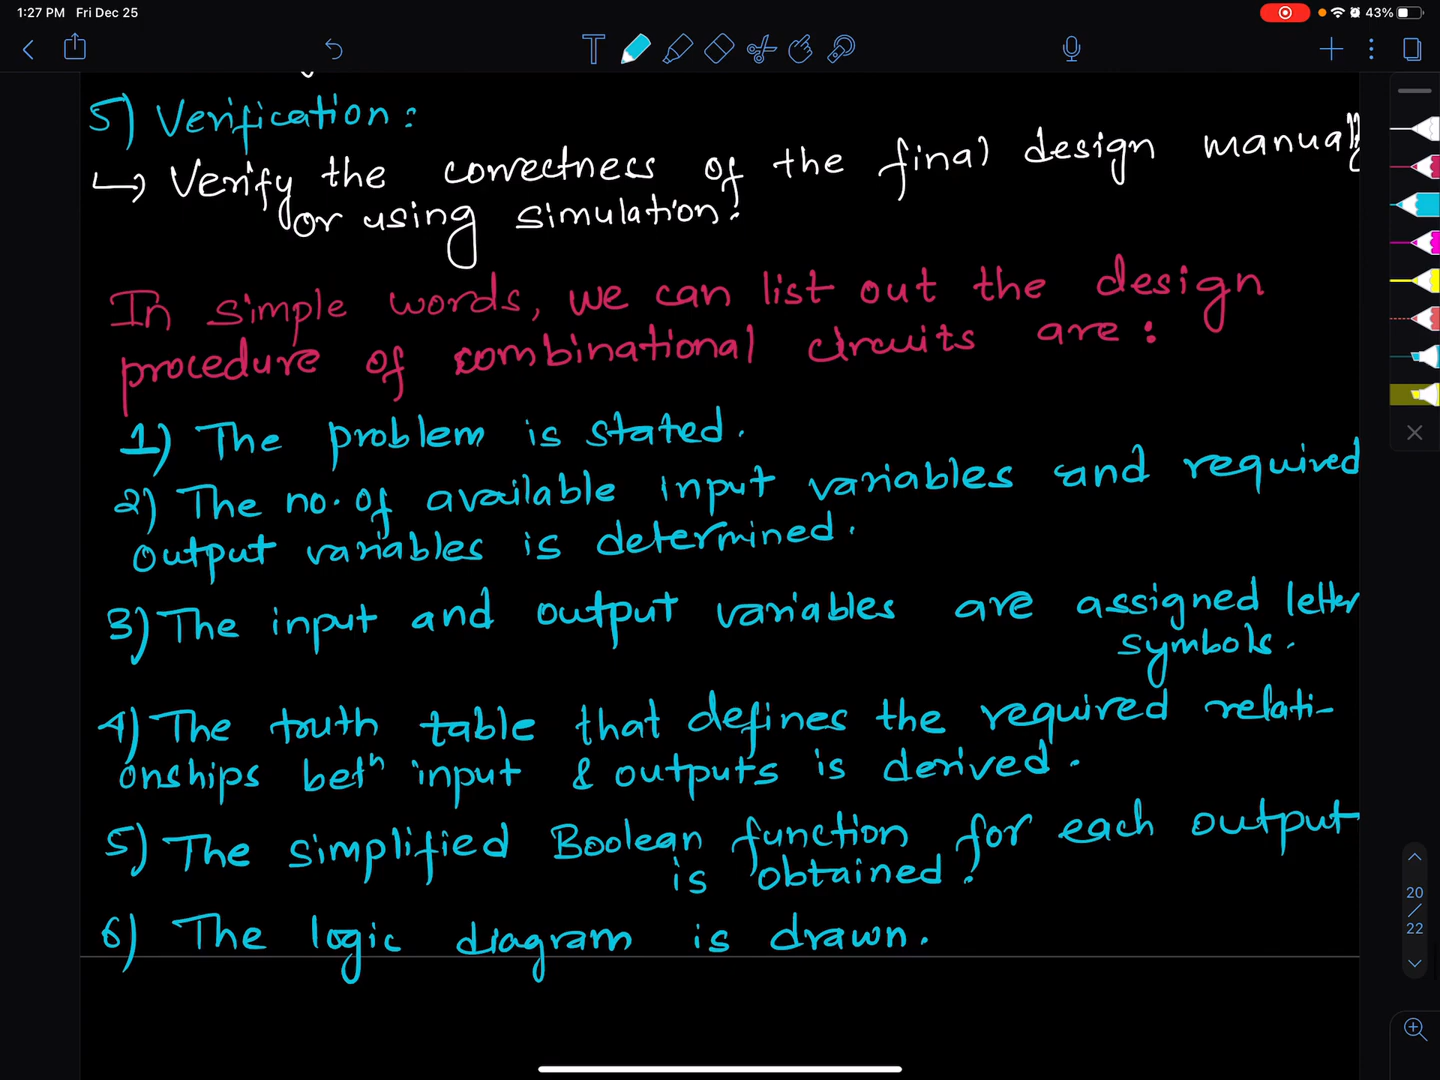 1:27 PM Fri Dec 25
43%
5) Verification:
↳ Verify the correctness of the final design manually
or using simulation.
In simple words, we can list out the design
procedure of combinational circuits are:
1) The problem is stated.
2) The no. of available input variables and required
output variables is determined.
3) The input and output variables are assigned letter
symbols.
4) The truth table that defines the required relati-
onships betn input & outputs is derived.
5) The simplified Boolean function for each output
is obtained.
6) The logic diagram is drawn.
20
/
22